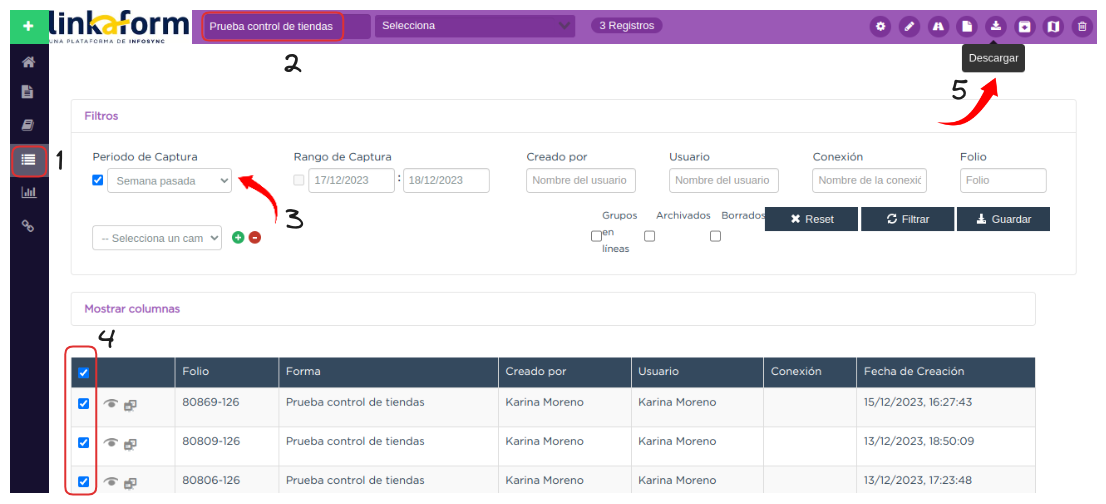 + linkaform Prueba control de tiendas Selecciona 3 Registros
UNA PLATAFORMA DE INFOSYNC
2
Descargar
5
Filtros
1
Periodo de Captura Rango de Captura Creado por Usuario Conexión Folio
Semana pasada 17/12/2023 : 18/12/2023 Nombre del usuario Nombre del usuario Nombre de la conexić Folio
3
Grupos en líneas Archivados Borrados Reset Filtrar Guardar
-- Selecciona un cam
Mostrar columnas
4
Folio Forma Creado por Usuario Conexión Fecha de Creación
80869-126 Prueba control de tiendas Karina Moreno Karina Moreno 15/12/2023, 16:27:43
80809-126 Prueba control de tiendas Karina Moreno Karina Moreno 13/12/2023, 18:50:09
80806-126 Prueba control de tiendas Karina Moreno Karina Moreno 13/12/2023, 17:23:48